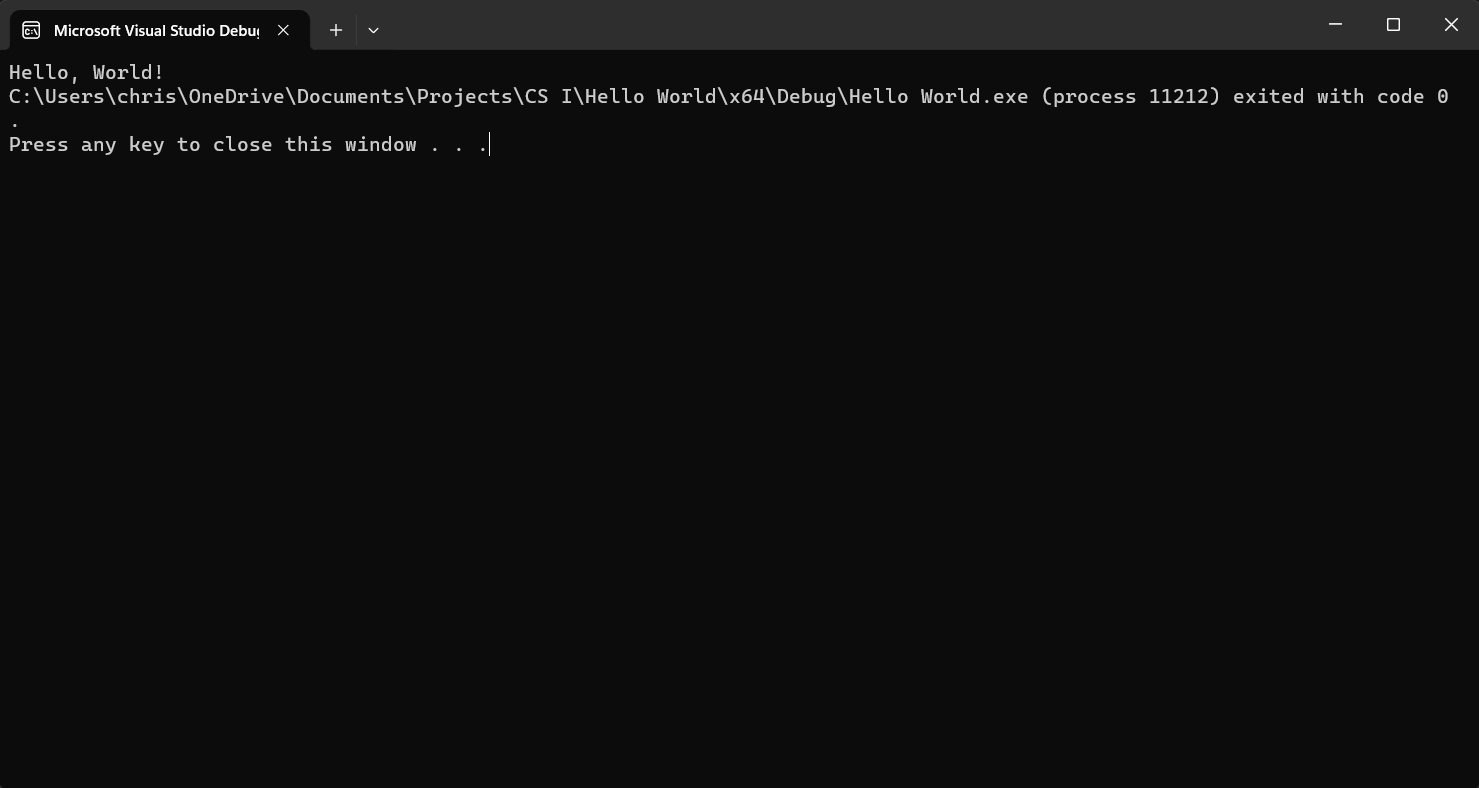 Microsoft Visual Studio Debug
Hello, World!
C:\Users\chris\OneDrive\Documents\Projects\CS I\Hello World\x64\Debug\Hello World.exe (process 11212) exited with code 0
.
Press any key to close this window . . .